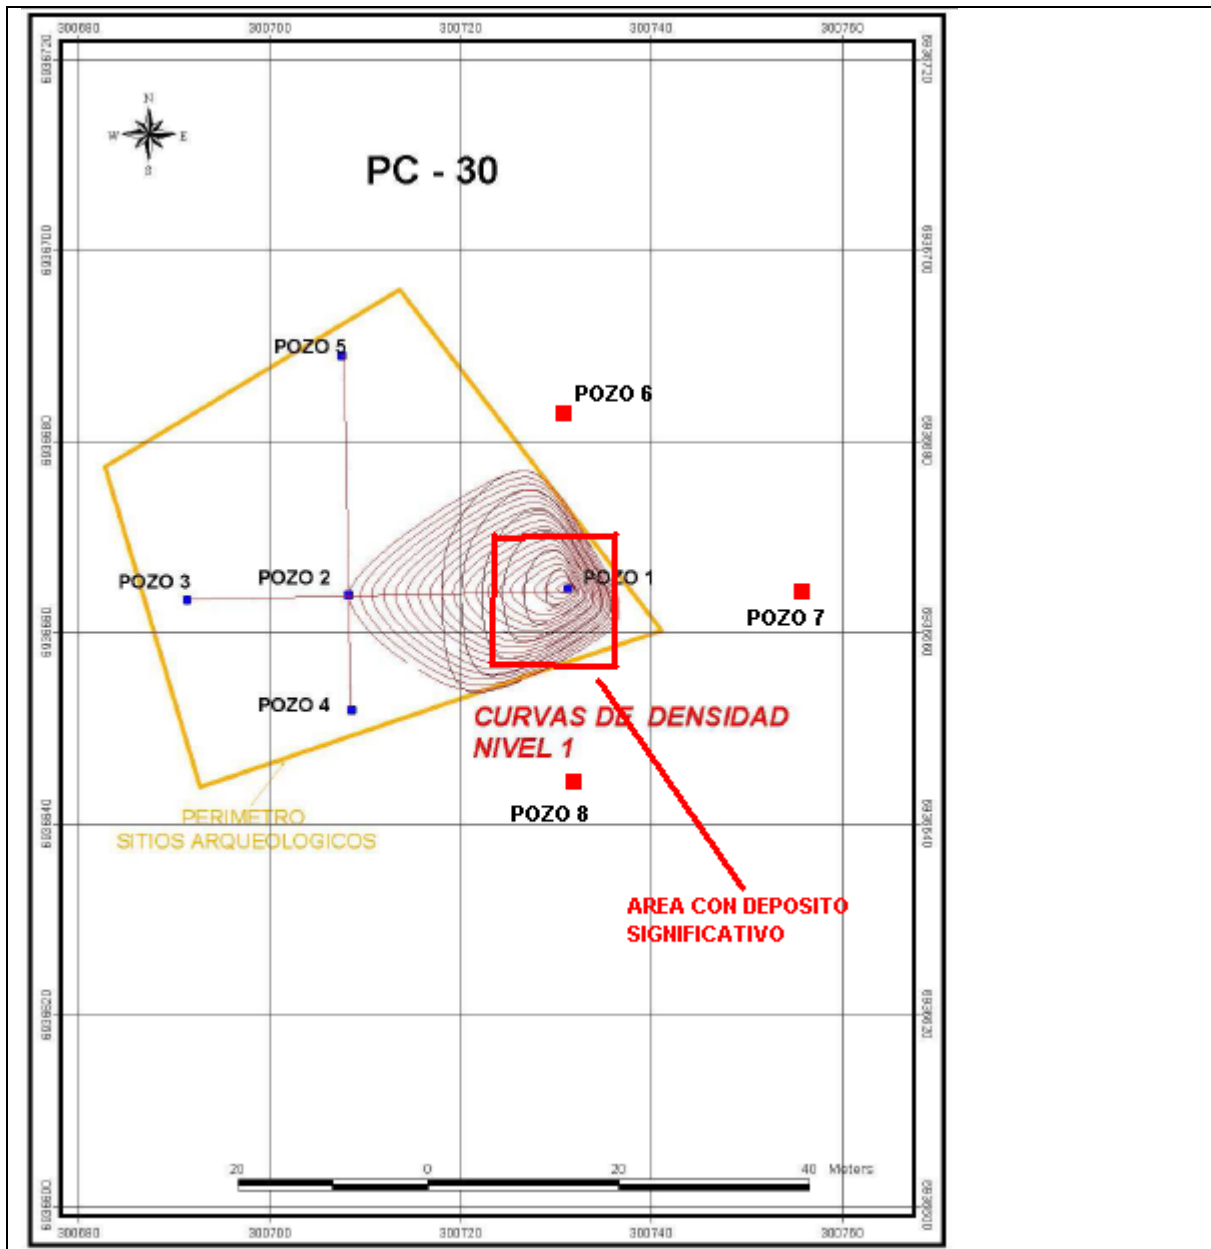 300680 300700 300720 300740 300760
N
W E
S
PC - 30
POZO 5
POZO 6
POZO 3
POZO 2
POZO 1
POZO 7
POZO 4
CURVAS DE DENSIDAD
NIVEL 1
POZO 8
PERIMETRO
SITIOS ARQUEOLOGICOS
AREA CON DEPOSITO
SIGNIFICATIVO
20 0 20 40 Meters
300680 300700 300720 300740 300760